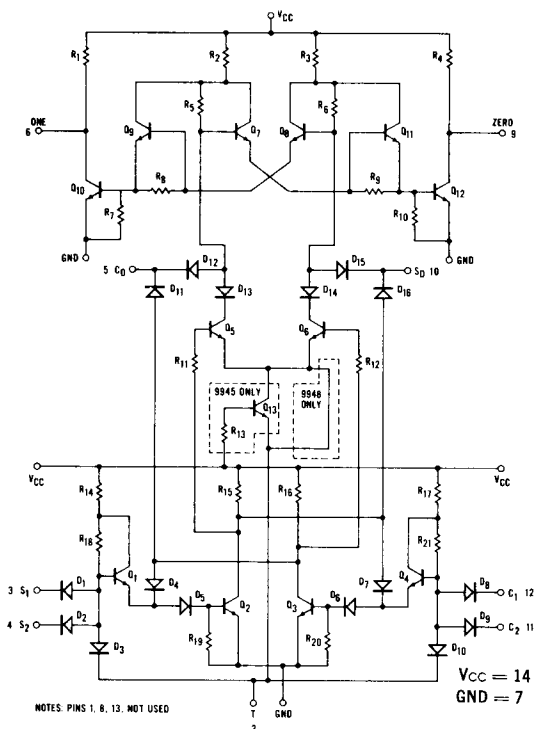 VCC
R1
R2
R3
R4
R5
R6
ONE
6
Q9
Q7
Q8
Q11
ZERO
9
R8
R9
Q10
R7
R10
Q12
GND
GND
5 CD
D12
D15
SD 10
D11
D13
D14
D16
Q5
Q6
R11
R12
9945 ONLY
9948
ONLY
Q13
R13
VCC
VCC
R14
R15
R16
R17
R18
R21
Q1
Q4
D4
D7
3 S1
D1
D5
Q2
Q3
D6
D8
C1 12
4 S2
D2
D9
C2 11
R19
R20
D3
D10
VCC = 14
GND = 7
NOTES: PINS 1, 8, 13, NOT USED
T
GND
2